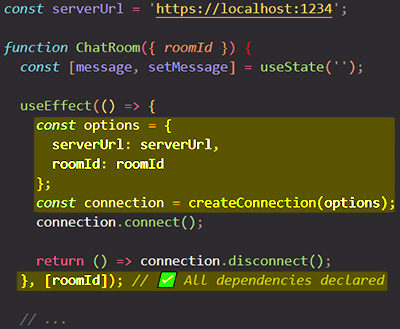 const serverUrl = 'https://localhost:1234';
function ChatRoom({ roomId }) {
const [message, setMessage] = useState('');
useEffect(() => {
const options = {
serverUrl: serverUrl,
roomId: roomId
};
const connection = createConnection(options);
connection.connect();
return () => connection.disconnect();
}, [roomId]); // ✅ All dependencies declared
// ...